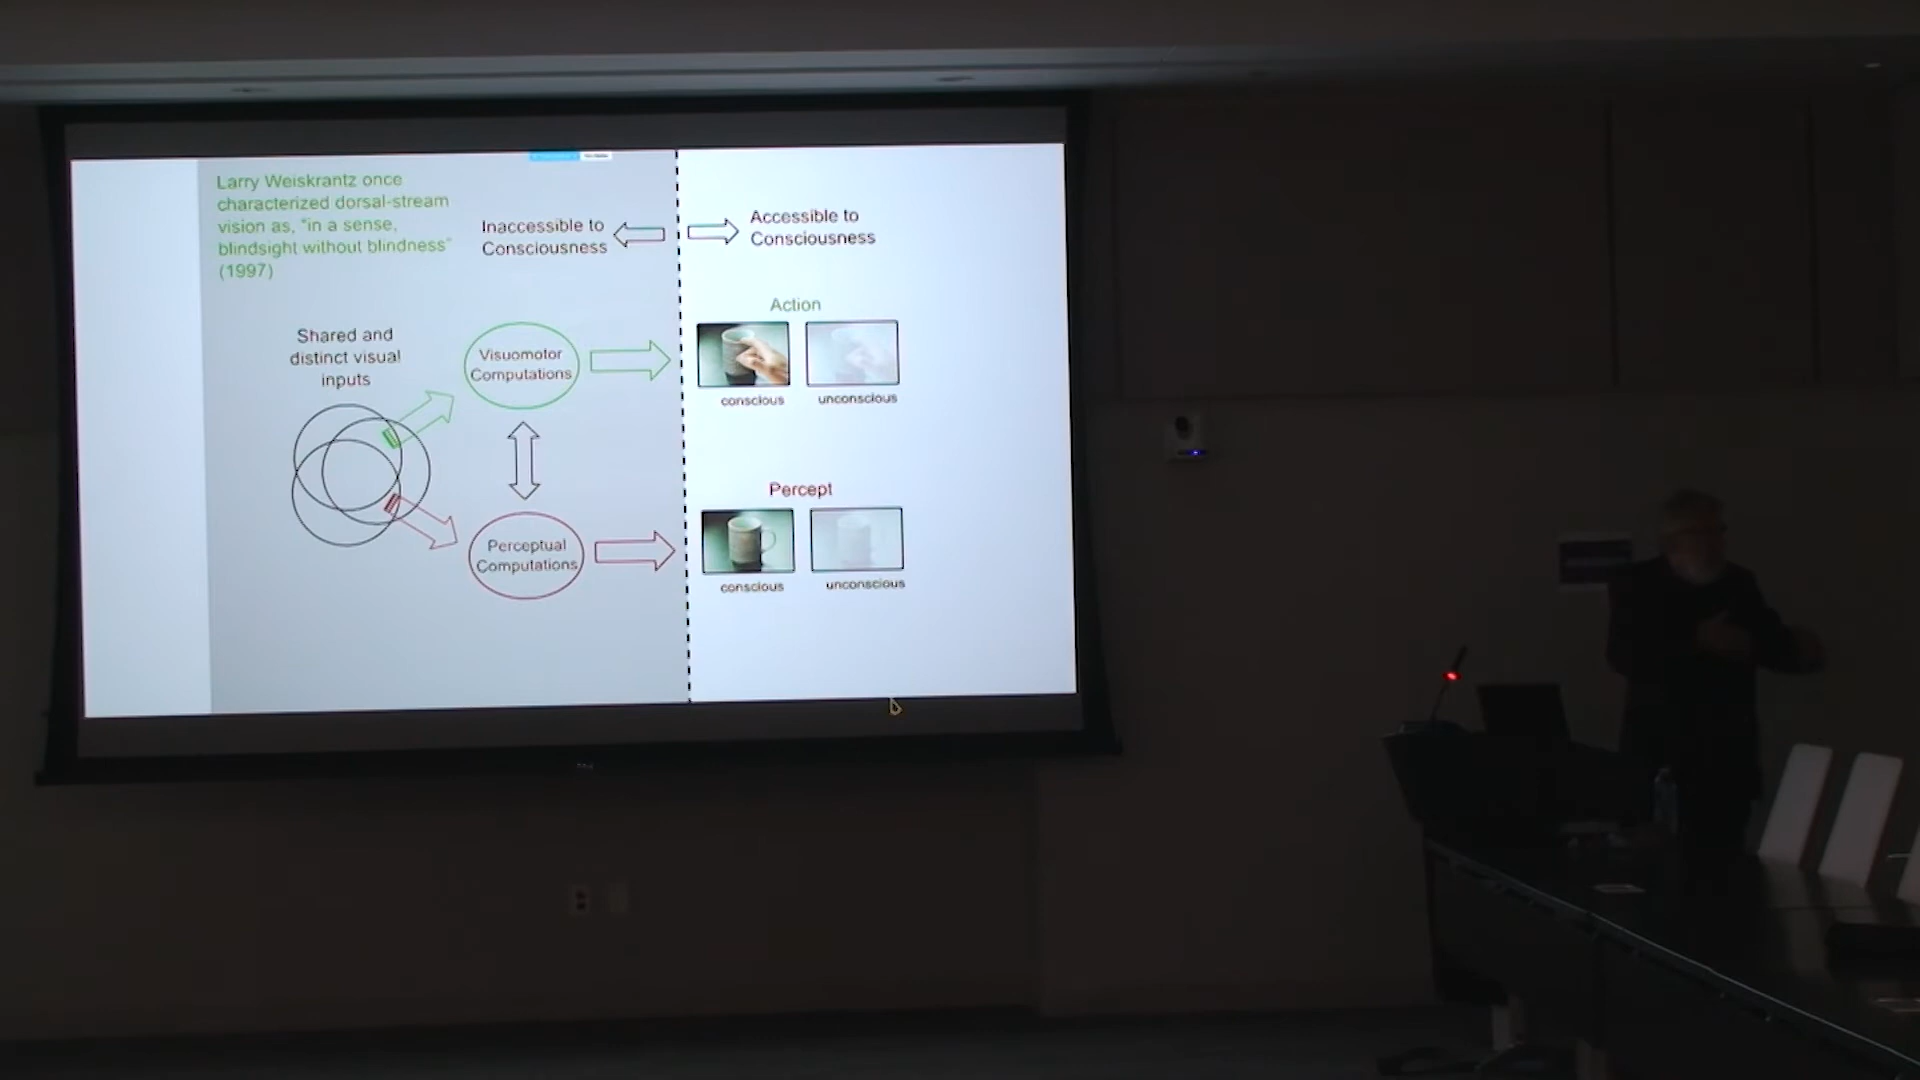 Larry Weiskrantz once
characterized dorsal-stream
vision as, "in a sense,
blindsight without blindness"
(1997)
Inaccessible to
Consciousness
Accessible to
Consciousness
Shared and
distinct visual
inputs
Visuomotor
Computations
Action
conscious
unconscious
Perceptual
Computations
Percept
conscious
unconscious